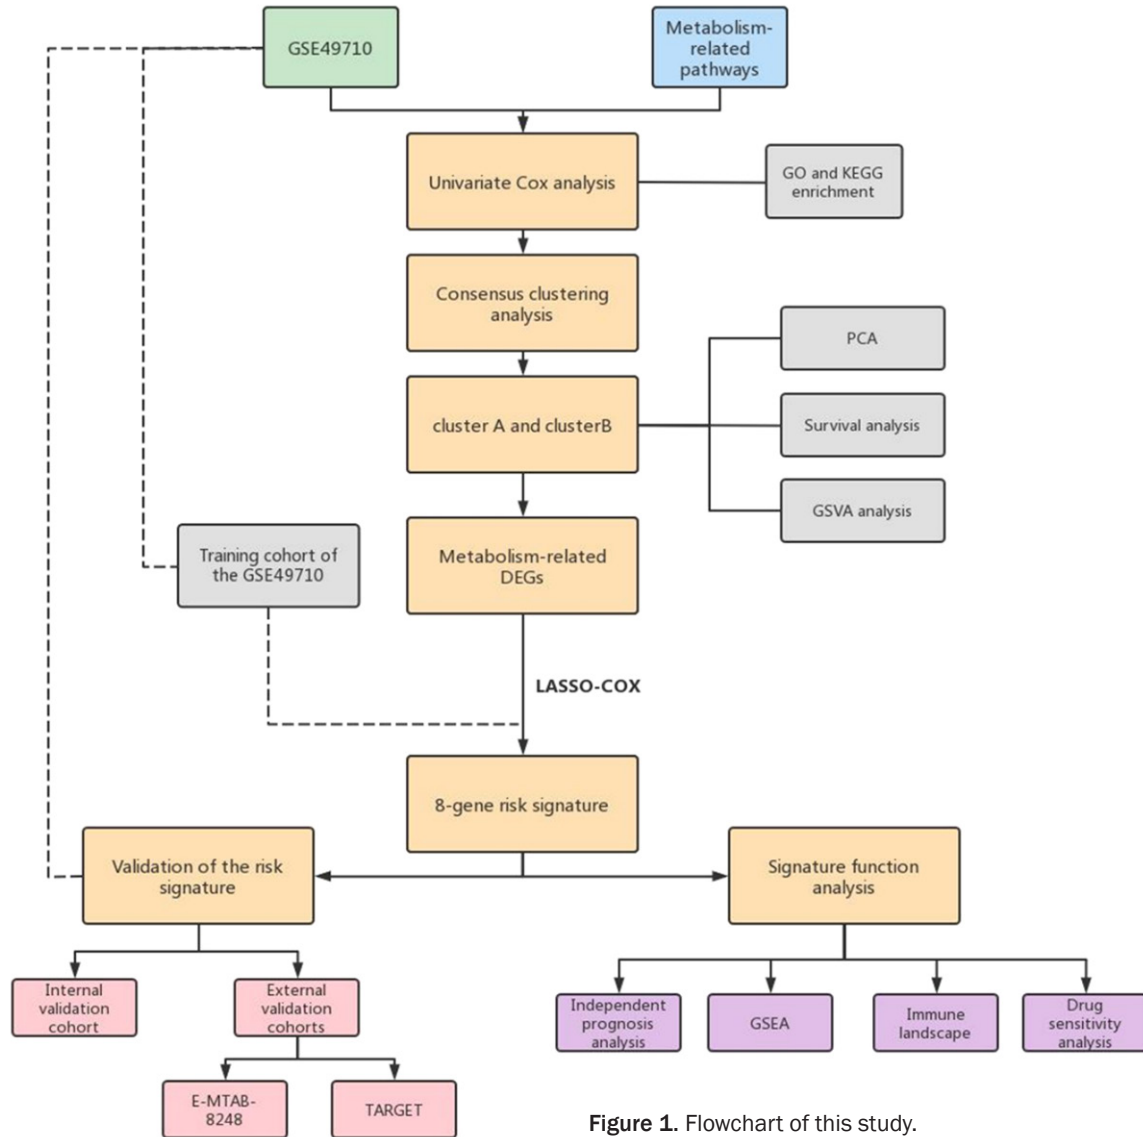 GSE49710
Metabolism-
related
pathways
Univariate Cox analysis
GO and KEGG
enrichment
Consensus clustering
analysis
PCA
cluster A and clusterB
Survival analysis
GSVA analysis
Training cohort of
the GSE49710
Metabolism-related
DEGs
LASSO-COX
8-gene risk signature
Validation of the risk
signature
Signature function
analysis
Internal
validation
cohort
External
validation
cohorts
Independent
prognosis
analysis
GSEA
Immune
landscape
Drug
sensitivity
analysis
E-MTAB-
8248
TARGET
Figure 1. Flowchart of this study.